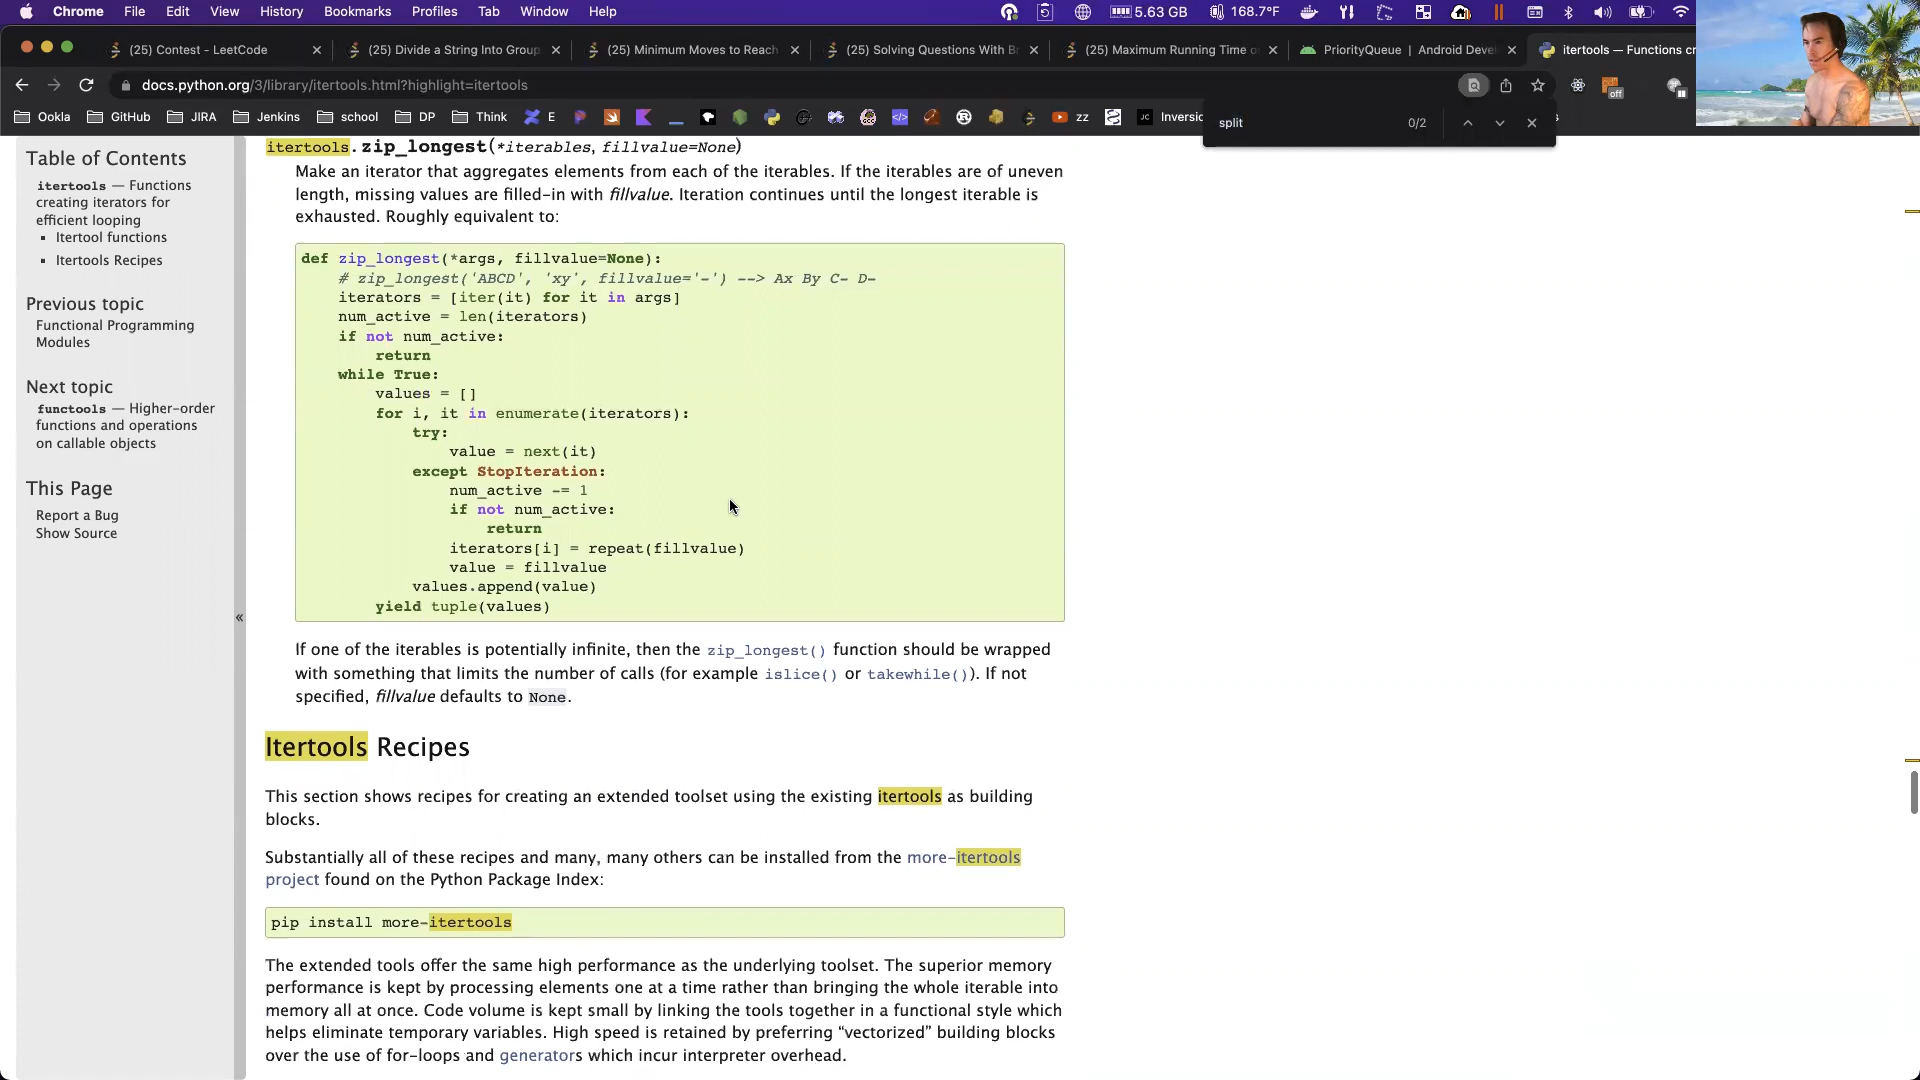 Chrome File Edit View History Bookmarks Profiles Tab Window Help 5.63 GB 168.7°F
(25) Contest - LeetCode (25) Divide a String Into Group (25) Minimum Moves to Reach (25) Solving Questions With Br (25) Maximum Running Time o PriorityQueue | Android Deve itertools — Functions cr
docs.python.org/3/library/itertools.html?highlight=itertools
off
Ookla GitHub JIRA Jenkins school DP Think E zz JC Inversio
split 0/2
Table of Contents
itertools — Functions
creating iterators for
efficient looping
Itertool functions
Itertools Recipes
Previous topic
Functional Programming
Modules
Next topic
functools — Higher-order
functions and operations
on callable objects
This Page
Report a Bug
Show Source
«
itertools.zip_longest(*iterables, fillvalue=None)
Make an iterator that aggregates elements from each of the iterables. If the iterables are of uneven
length, missing values are filled-in with fillvalue. Iteration continues until the longest iterable is
exhausted. Roughly equivalent to:
def zip_longest(*args, fillvalue=None):
# zip_longest('ABCD', 'xy', fillvalue='-') --> Ax By C- D-
iterators = [iter(it) for it in args]
num_active = len(iterators)
if not num_active:
return
while True:
values = []
for i, it in enumerate(iterators):
try:
value = next(it)
except StopIteration:
num_active -= 1
if not num_active:
return
iterators[i] = repeat(fillvalue)
value = fillvalue
values.append(value)
yield tuple(values)
If one of the iterables is potentially infinite, then the zip_longest() function should be wrapped
with something that limits the number of calls (for example islice() or takewhile()). If not
specified, fillvalue defaults to None.
Itertools Recipes
This section shows recipes for creating an extended toolset using the existing itertools as building
blocks.
Substantially all of these recipes and many, many others can be installed from the more-itertools
project found on the Python Package Index:
pip install more-itertools
The extended tools offer the same high performance as the underlying toolset. The superior memory
performance is kept by processing elements one at a time rather than bringing the whole iterable into
memory all at once. Code volume is kept small by linking the tools together in a functional style which
helps eliminate temporary variables. High speed is retained by preferring “vectorized” building blocks
over the use of for-loops and generators which incur interpreter overhead.